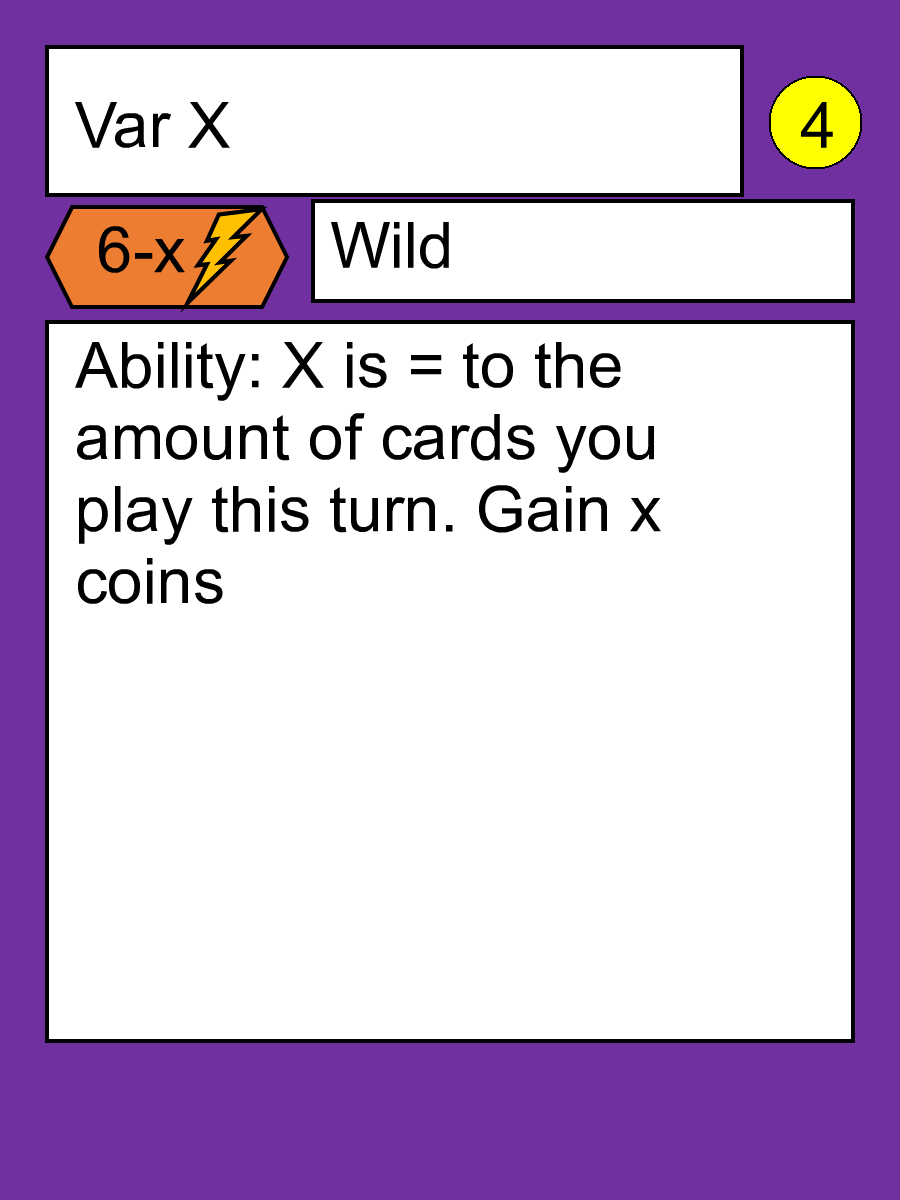 Var X
4
6-x
Wild
Ability: X is = to the
amount of cards you
play this turn. Gain x
coins